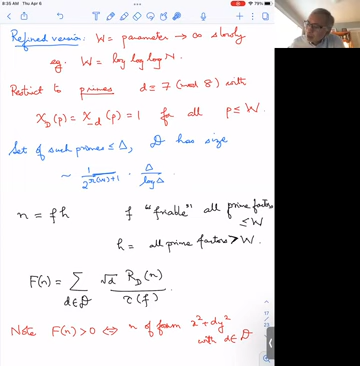 8:35 AM Thu Apr 6
79%
Refined version: W = parameter → ∞ slowly
eg. W = log log log N.
Restrict to primes d ≡ 7 (mod 8) with
χ_D(p) = χ_{-d}(p) = 1 for all p ≤ W.
Set of such primes ≤ Δ, 𝒟 has size
~ 1/2^{π(W)+1} · Δ/log Δ
n = f h f "friable" all prime factors ≤ W
h = all prime factors > W.
F(n) = Σ_{d∈𝒟} √d R_D(n) / τ(f).
Note F(n) > 0 ⇔ n of form x² + dy²
with d ∈ 𝒟
17